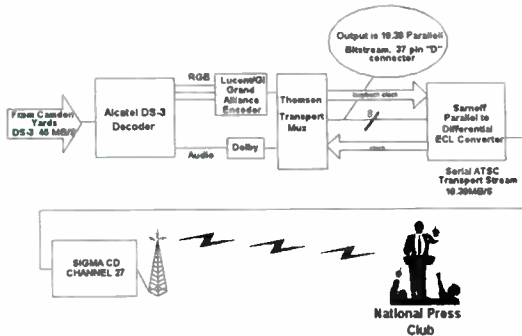 Output is 19.39 Parallel
Bitstream. 37 pin "D"
connector
RGB
Lucent/GI
Grand
Alliance
Encoder
From Camden
Yards
DS-3 45 MB/S
Alcatel DS-3
Decoder
Thomsen
Transport
Mux
8
Sarnoff
Parallel to
Differential
ECL Converter
Audio
Dolby
clock
Serial ATSC
Transport Stream
19.39MB/S
SIGMA CD
CHANNEL 27
National Press
Club